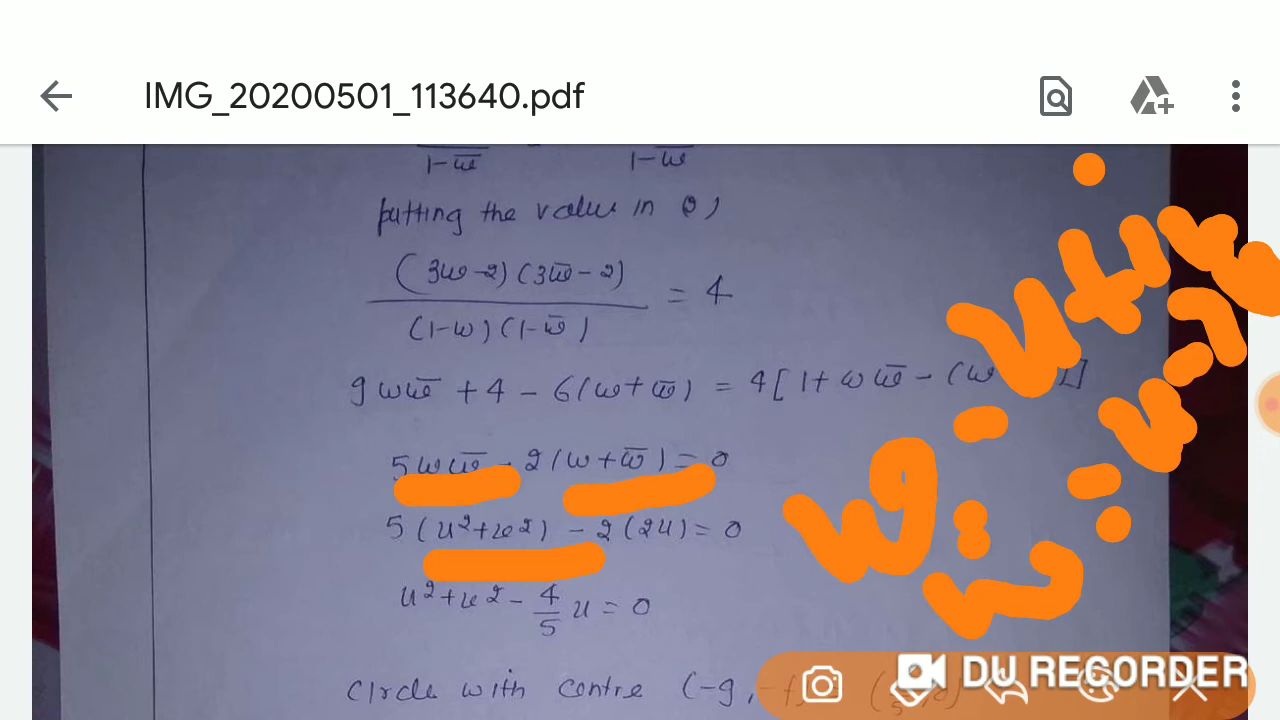 IMG_20200501_113640.pdf
1-w̅ 1-w̅
putting the value in 2)
(3w-2)(3w̅-2) = 4
(1-w)(1-w̅)
9ww̅ + 4 - 6(w+w̅) = 4[1+ww̅-(w
5ww̅ - 2(w+w̅) = 0
5(u²+v²) - 2(2u) = 0
u²+v² - 4/5 u = 0
Circle with centre (-g,
w = u+iv
w̅ = u-iv
DU RECORDER